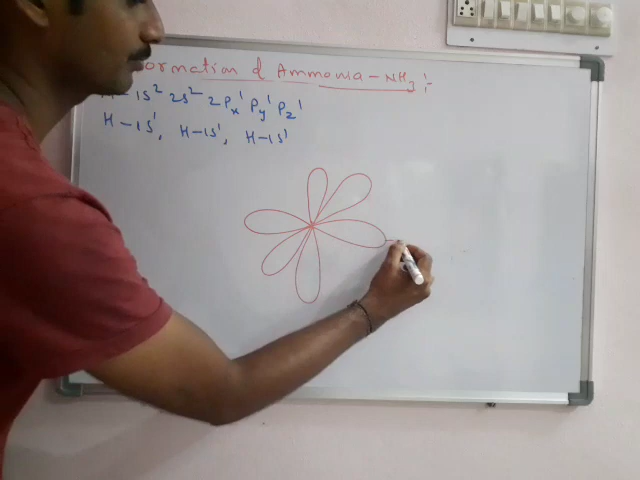 ormation of Ammonia - NH3 :-
1s² 2s² 2Px¹ Py¹ Pz¹
H - 1s¹, H - 1s¹, H - 1s¹